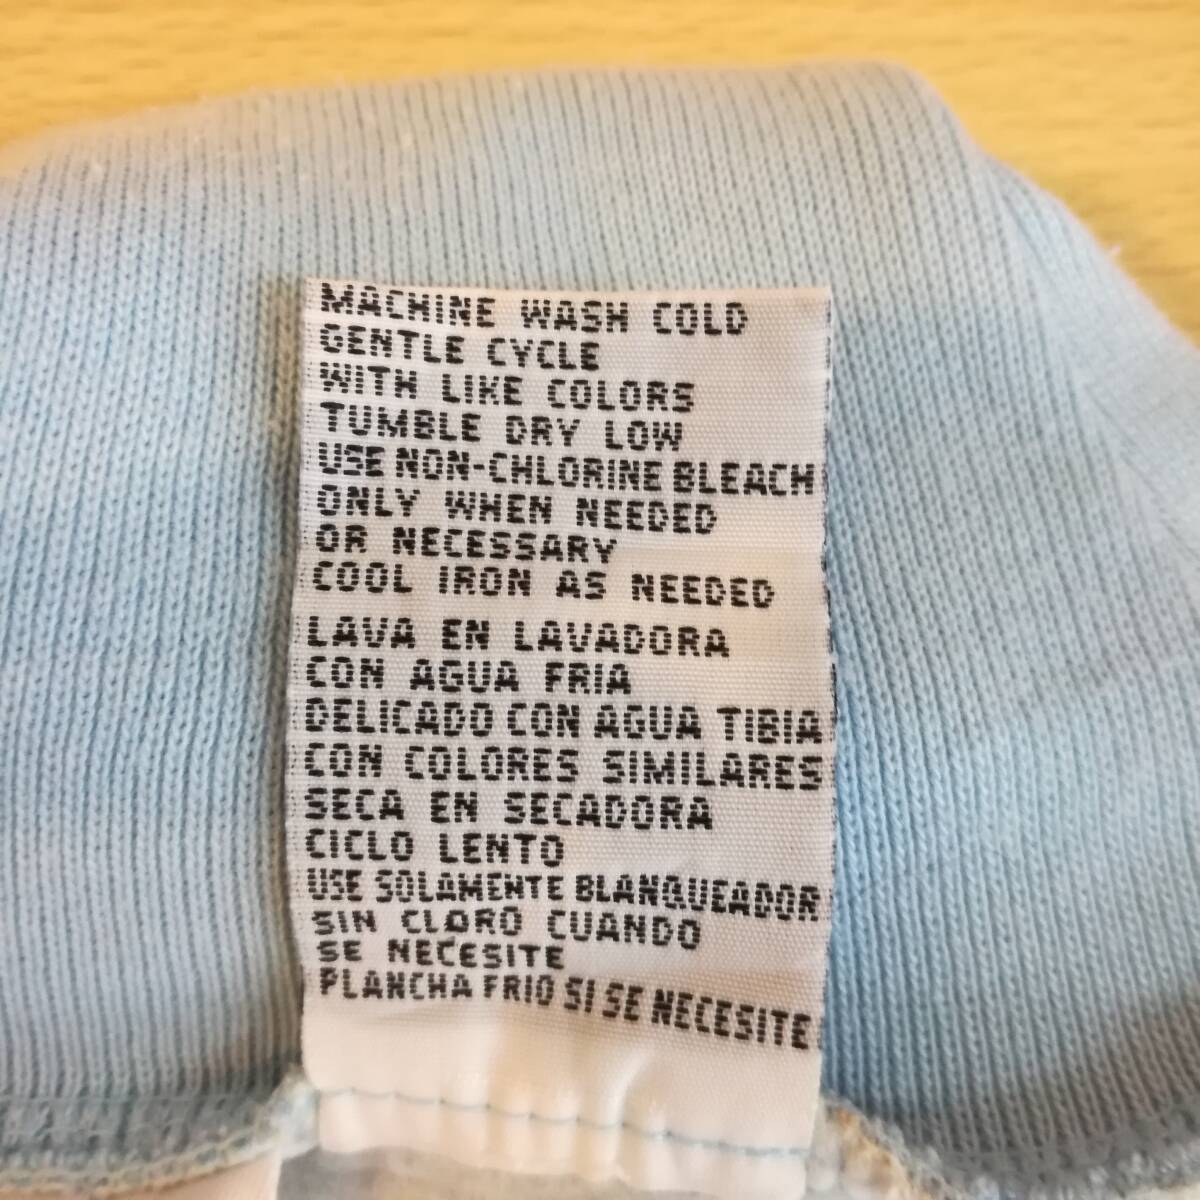 MACHINE WASH COLD
GENTLE CYCLE
WITH LIKE COLORS
TUMBLE DRY LOW
USE NON-CHLORINE BLEACH
ONLY WHEN NEEDED
OR NECESSARY
COOL IRON AS NEEDED
LAVA EN LAVADORA
CON AGUA FRIA
DELICADO CON AGUA TIBIA
CON COLORES SIMILARES
SECA EN SECADORA
CICLO LENTO
USE SOLAMENTE BLANQUEADOR
SIN CLORO CUANDO
SE NECESITE
PLANCHA FRIO SI SE NECESITE